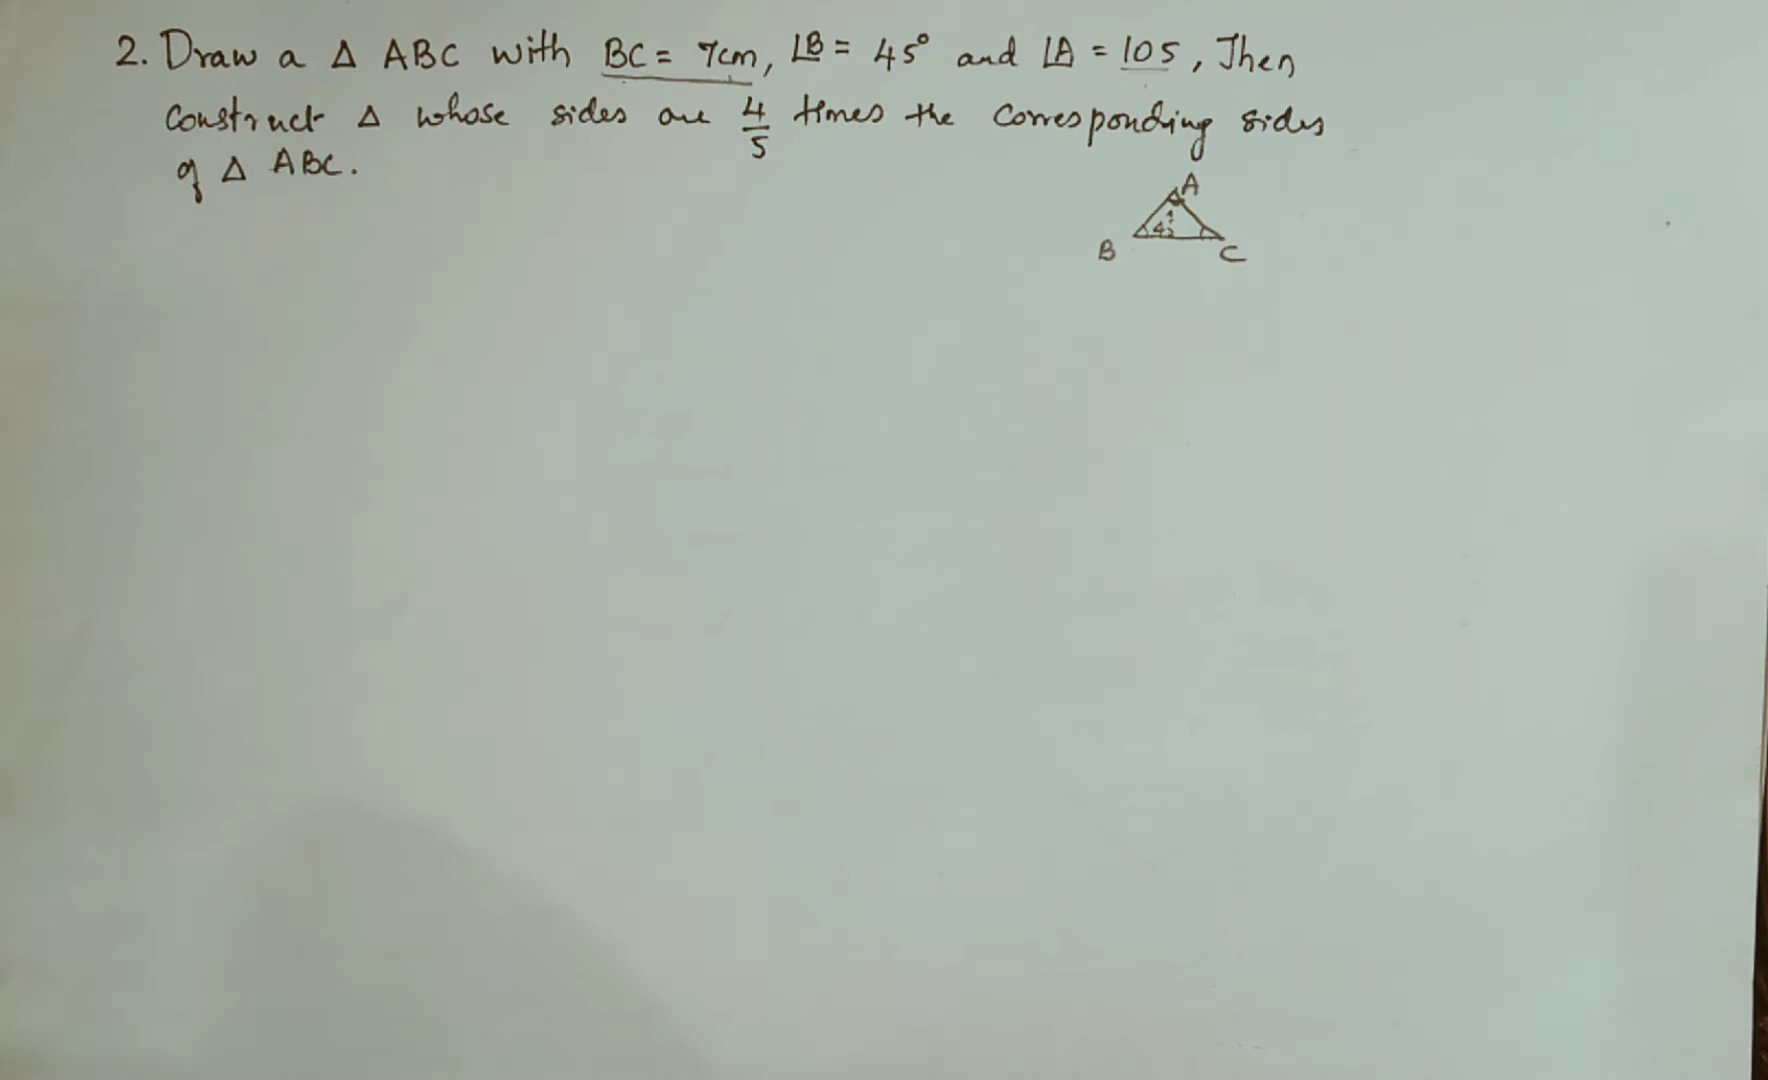 2. Draw a Δ ABC with BC = 7cm, ∠B = 45° and ∠A = 105, Then
Construct Δ whose sides are 4/5 times the corresponding sides
of Δ ABC.
A
45
B
C